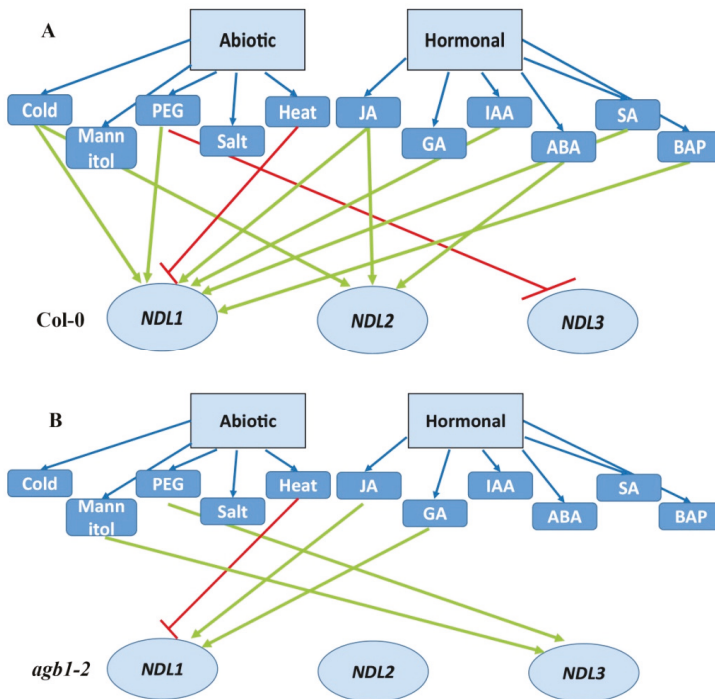 A
Abiotic
Hormonal
Cold
PEG
Heat
JA
IAA
SA
Mann
itol
Salt
GA
ABA
BAP
Col-0
NDL1
NDL2
NDL3
B
Abiotic
Hormonal
Cold
PEG
Heat
JA
IAA
SA
Mann
itol
Salt
GA
ABA
BAP
agb1-2
NDL1
NDL2
NDL3